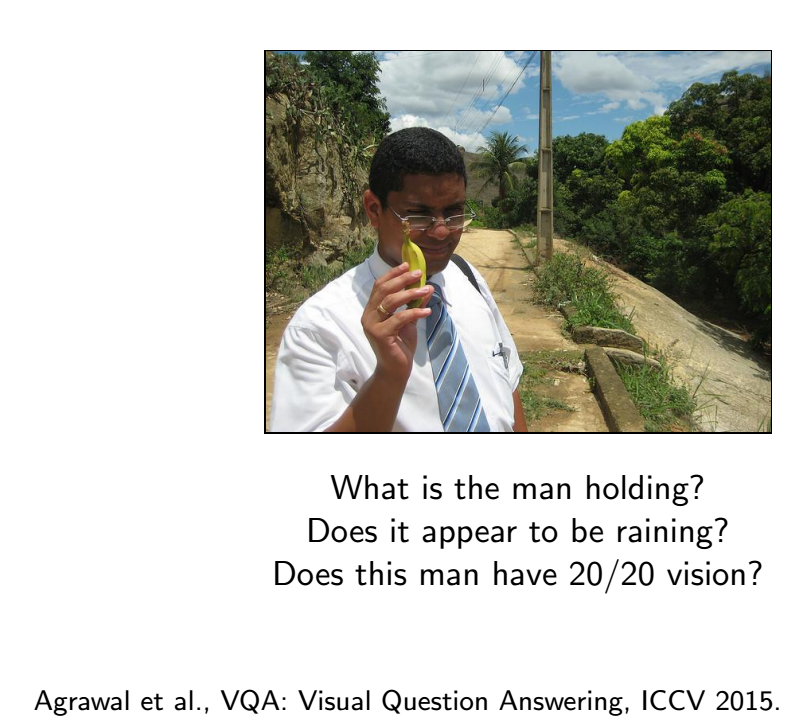 What is the man holding?
Does it appear to be raining?
Does this man have 20/20 vision?
Agrawal et al., VQA: Visual Question Answering, ICCV 2015.